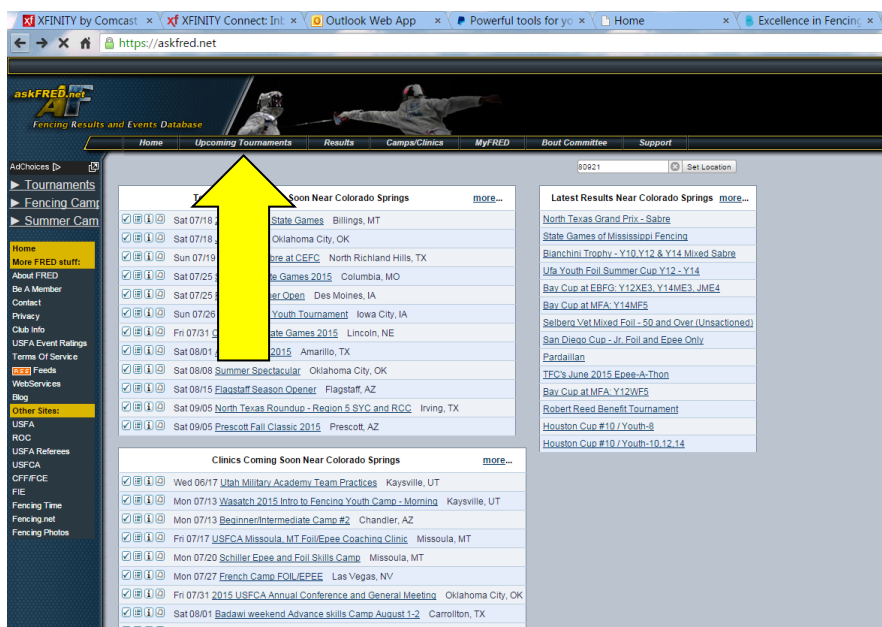 XFINITY by Comcast XFINITY Connect: Inb Outlook Web App Powerful tools for yo Home Excellence in Fencing
https://askfred.net
askFRED.net
AF
Fencing Results and Events Database
Home Upcoming Tournaments Results Camps/Clinics MyFRED Bout Committee Support
AdChoices
80921 Set Location
Tournaments
Fencing Camp
Summer Cam
Home
More FRED stuff:
About FRED
Be A Member
Contact
Privacy
Club Info
USFA Event Ratings
Terms Of Service
RSS Feeds
WebServices
Blog
Other Sites:
USFA
ROC
USFA Referees
USFCA
CFF/FCE
FIE
Fencing Time
Fencing.net
Fencing Photos
Soon Near Colorado Springs more...
Sat 07/18 State Games Billings, MT
Sat 07/18 Oklahoma City, OK
Sun 07/19 bre at CEFC North Richland Hills, TX
Sat 07/25 te Games 2015 Columbia, MO
Sat 07/25 er Open Des Moines, IA
Sun 07/26 Youth Tournament Iowa City, IA
Fri 07/31 ate Games 2015 Lincoln, NE
Sat 08/01 2015 Amarillo, TX
Sat 08/08 Summer Spectacular Oklahoma City, OK
Sat 08/15 Flagstaff Season Opener Flagstaff, AZ
Sat 09/05 North Texas Roundup - Region 5 SYC and RCC Irving, TX
Sat 09/05 Prescott Fall Classic 2015 Prescott, AZ
Clinics Coming Soon Near Colorado Springs more...
Wed 06/17 Utah Military Academy Team Practices Kaysville, UT
Mon 07/13 Wasatch 2015 Intro to Fencing Youth Camp - Morning Kaysville, UT
Mon 07/13 Beginner/Intermediate Camp #2 Chandler, AZ
Fri 07/17 USFCA Missoula, MT Foil/Epee Coaching Clinic Missoula, MT
Mon 07/20 Schiller Epee and Foil Skills Camp Missoula, MT
Mon 07/27 French Camp FOIL/EPEE Las Vegas, NV
Fri 07/31 2015 USFCA Annual Conference and General Meeting Oklahoma City, OK
Sat 08/01 Badawi weekend Advance skills Camp August 1-2 Carrollton, TX
Latest Results Near Colorado Springs more...
North Texas Grand Prix - Sabre
State Games of Mississippi Fencing
Bianchini Trophy - Y10,Y12 & Y14 Mixed Sabre
Ufa Youth Foil Summer Cup Y12 - Y14
Bay Cup at EBFG: Y12XE3, Y14ME3, JME4
Bay Cup at MFA: Y14MF5
Selberg Vet Mixed Foil - 50 and Over (Unsactioned)
San Diego Cup - Jr. Foil and Epee Only
Pardaillan
TFC's June 2015 Epee-A-Thon
Bay Cup at MFA: Y12WF5
Robert Reed Benefit Tournament
Houston Cup #10 / Youth-8
Houston Cup #10 / Youth-10,12,14